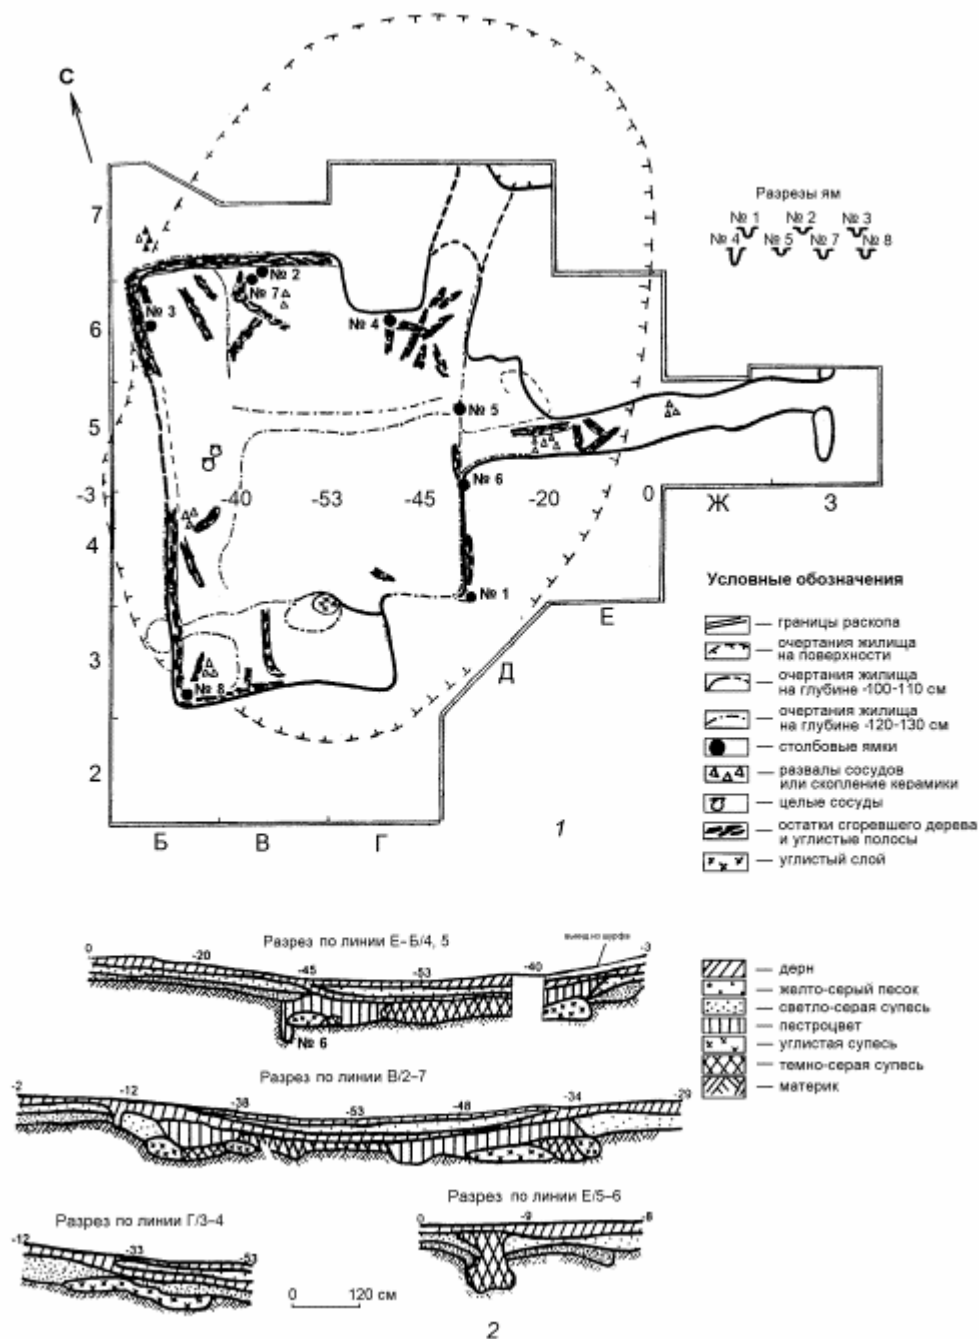 С
7
6
5
-3
4
3
2
Разрезы ям
№ 1 № 2 № 3
№ 4 № 5 № 7 № 8
№ 2
№ 7
№ 3
№ 4
№ 5
№ 6
-40 -53 -45 -20 0
Ж З
№ 1
Е
Д
№ 8
Б В Г
1
Условные обозначения
— границы раскопа
— очертания жилища
на поверхности
— очертания жилища
на глубине -100-110 см
— очертания жилища
на глубине -120-130 см
— столбовые ямки
— развалы сосудов
или скопление керамики
— целые сосуды
— остатки сгоревшего дерева
и углистые полосы
— углистый слой
Разрез по линии Е–Б/4, 5
0 -20 -45 -53 -40 -3
№ 6
— дерн
— желто-серый песок
— светло-серая супесь
— пестроцвет
— углистая супесь
— темно-серая супесь
— материк
Разрез по линии В/2–7
-2 -12 -38 -53 -48 -34 -29
Разрез по линии Е/5–6
0 -9 -8
Разрез по линии Г/3–4
-12 -33 -53
0 120 см
2